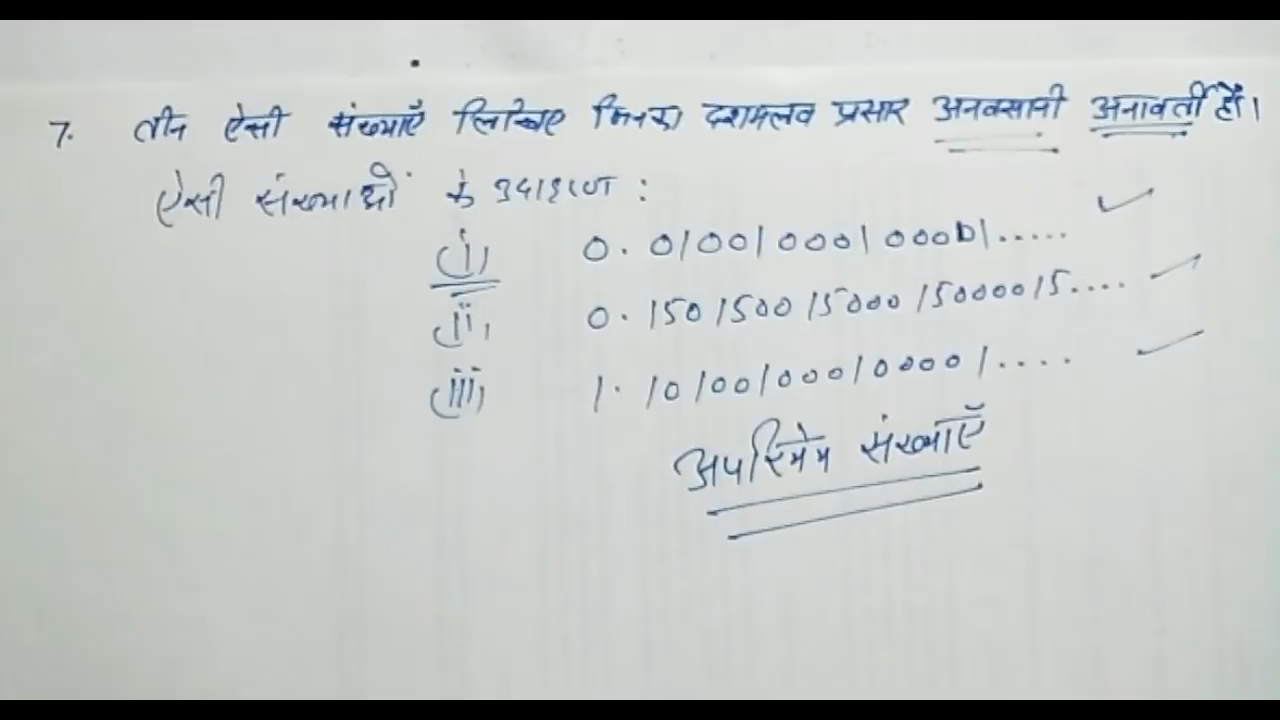 7. तीन ऐसी संख्याएँ लिखिए जिनका दशमलव प्रसार अनवसानी अनावर्ती हों।
ऐसी संख्याओं के उदाहरण :
(i) 0.01001000100001.....
(ii) 0.15015001500015000015....
(iii) 1.101001000100001....
अपरिमेय संख्याएँ